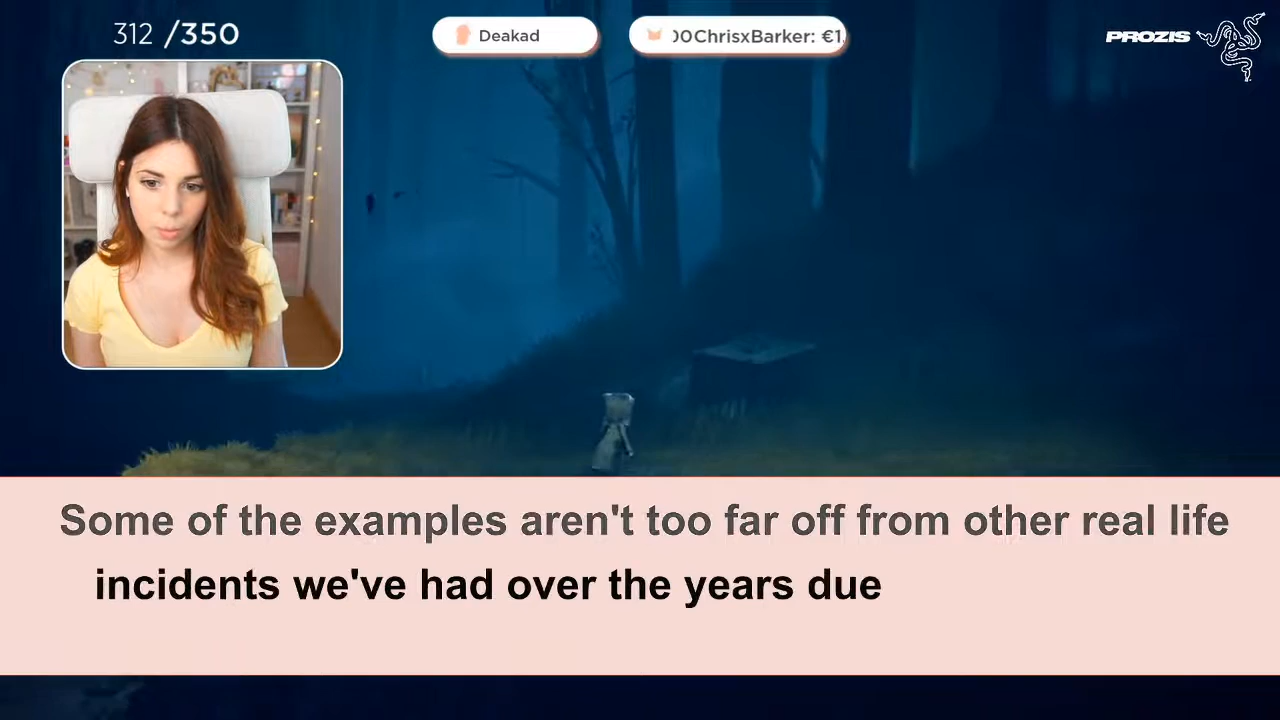 312 /350
Deakad
00ChrisxBarker: €1
PROZIS
Some of the examples aren't too far off from other real life
incidents we've had over the years due